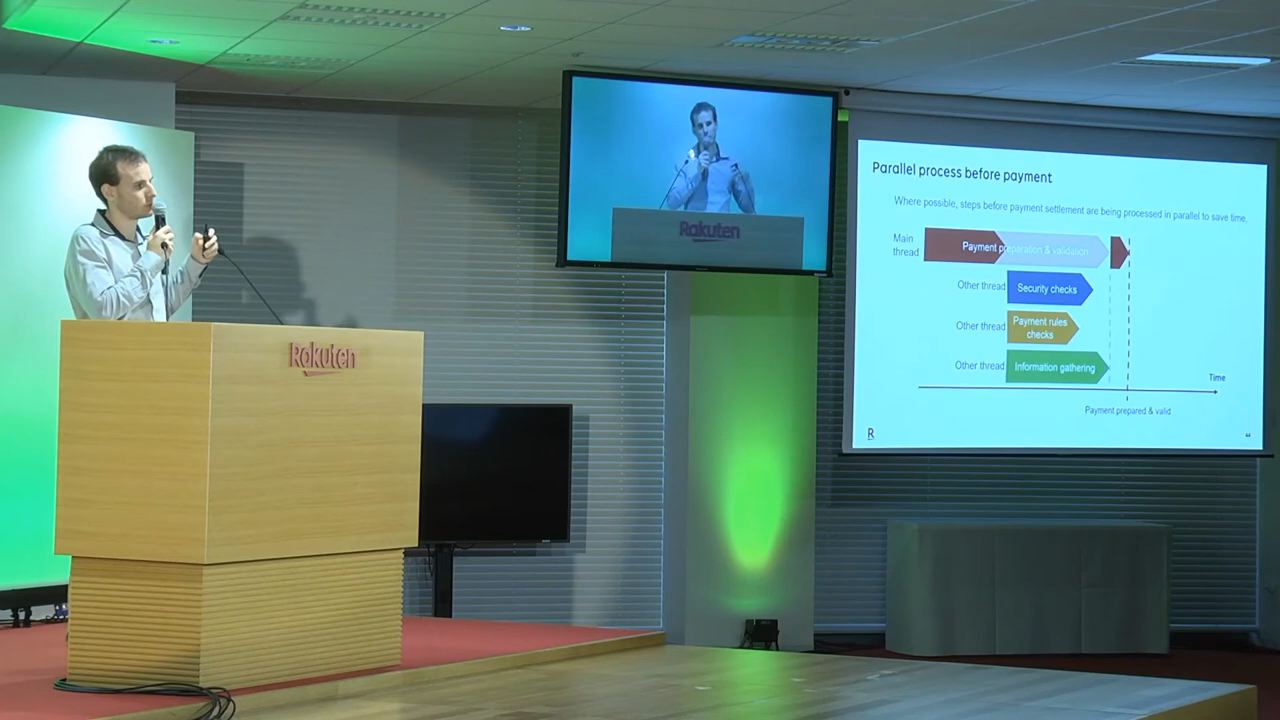 Rakuten
Rakuten
Parallel process before payment
Where possible, steps before payment settlement are being processed in parallel to save time.
Main
thread
Payment preparation & validation
Other thread
Security checks
Other thread
Payment rules
checks
Other thread
Information gathering
Time
Payment prepared & valid
R